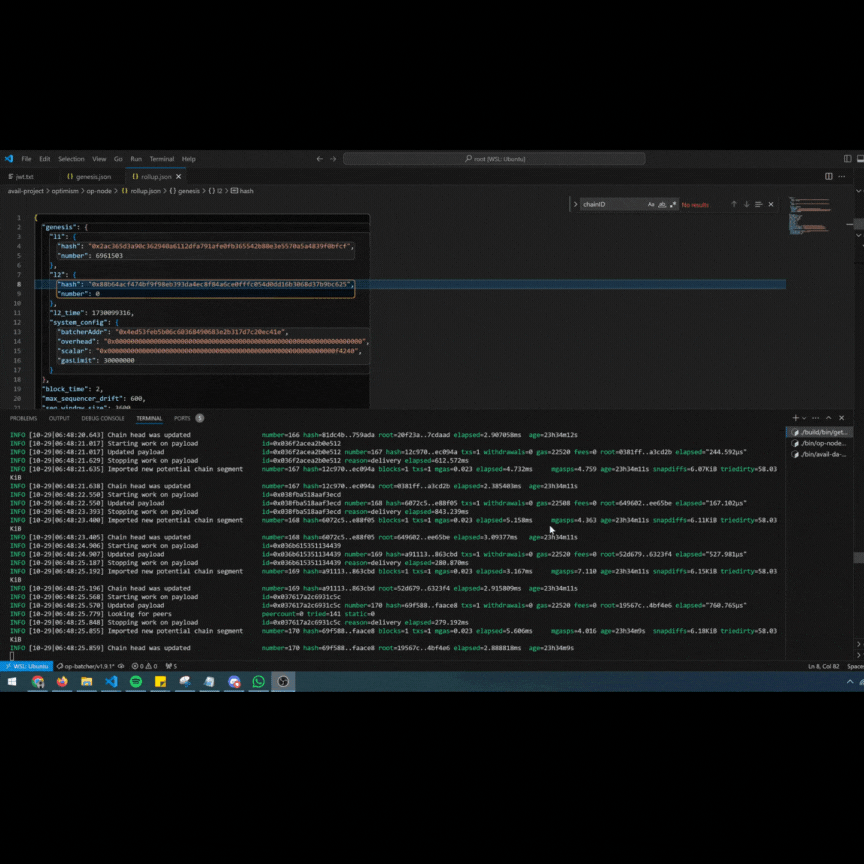 File Edit Selection View Go Run Terminal Help
root [WSL: Ubuntu]
jwt.txt genesis.json rollup.json
avail-project > optimism > op-node > rollup.json > genesis > l2 > hash
chainID Aa ab No results
1 {
2 "genesis": {
3 "l1": {
4 "hash":
5 "number": 6961503
6 },
7 "l2": {
8 "hash":
9 "number": 0
10 },
11 "l2_time": 1730099316,
12 "system_config": {
13 "batcherAddr": "0x4ed53feb5b06c60368490683e2b317d7c20ec41e",
14 "overhead":
15 "scalar":
16 "gasLimit": 30000000
17 }
18 },
19 "block_time": 2,
20 "max_sequencer_drift": 600,
21 "seq_window_size": 3600,
PROBLEMS OUTPUT DEBUG CONSOLE TERMINAL PORTS 5
./build/bin/get...
./bin/op-node...
./bin/avail-da-...
INFO [10-29|06:48:20.643] Chain head was updated number=166 hash=81dc4b..759ada root=20f23a..7cdaad elapsed=2.907058ms age=23h34m12s
INFO [10-29|06:48:21.017] Starting work on payload id=0x036f2acea2b0e512
INFO [10-29|06:48:21.017] Updated payload id=0x036f2acea2b0e512 number=167 hash=12c970..ec094a txs=1 withdrawals=0 gas=22520 fees=0 root=0381ff..a3cd2b elapsed="244.592µs"
INFO [10-29|06:48:21.629] Stopping work on payload id=0x036f2acea2b0e512 reason=delivery elapsed=612.572ms
INFO [10-29|06:48:21.635] Imported new potential chain segment number=167 hash=12c970..ec094a blocks=1 txs=1 mgas=0.023 elapsed=4.732ms mgasps=4.759 age=23h34m11s snapdiffs=6.07KiB triedirty=58.03
KiB
INFO [10-29|06:48:21.638] Chain head was updated number=167 hash=12c970..ec094a root=0381ff..a3cd2b elapsed=2.385403ms age=23h34m11s
INFO [10-29|06:48:22.550] Starting work on payload id=0x038fba518aaf3ecd
INFO [10-29|06:48:22.550] Updated payload id=0x038fba518aaf3ecd number=168 hash=6072c5..e88f05 txs=1 withdrawals=0 gas=22508 fees=0 root=649602..ee65be elapsed="167.102µs"
INFO [10-29|06:48:23.393] Stopping work on payload id=0x038fba518aaf3ecd reason=delivery elapsed=843.239ms
INFO [10-29|06:48:23.400] Imported new potential chain segment number=168 hash=6072c5..e88f05 blocks=1 txs=1 mgas=0.023 elapsed=5.158ms mgasps=4.363 age=23h34m11s snapdiffs=6.11KiB triedirty=58.03
KiB
INFO [10-29|06:48:23.405] Chain head was updated number=168 hash=6072c5..e88f05 root=649602..ee65be elapsed=3.09377ms age=23h34m11s
INFO [10-29|06:48:24.906] Starting work on payload id=0x036b615351134439
INFO [10-29|06:48:24.907] Updated payload id=0x036b615351134439 number=169 hash=a91113..863cbd txs=1 withdrawals=0 gas=22520 fees=0 root=52d679..6323f4 elapsed="527.981µs"
INFO [10-29|06:48:25.187] Stopping work on payload id=0x036b615351134439 reason=delivery elapsed=280.870ms
INFO [10-29|06:48:25.192] Imported new potential chain segment number=169 hash=a91113..863cbd blocks=1 txs=1 mgas=0.023 elapsed=3.167ms mgasps=7.110 age=23h34m11s snapdiffs=6.15KiB triedirty=58.03
KiB
INFO [10-29|06:48:25.196] Chain head was updated number=169 hash=a91113..863cbd root=52d679..6323f4 elapsed=2.915809ms age=23h34m11s
INFO [10-29|06:48:25.568] Starting work on payload id=0x037617a2c6931c5c
INFO [10-29|06:48:25.570] Updated payload id=0x037617a2c6931c5c number=170 hash=69f588..faace8 txs=1 withdrawals=0 gas=22520 fees=0 root=19567c..4bf4e6 elapsed="760.765µs"
INFO [10-29|06:48:25.779] Looking for peers peercount=0 tried=141 static=0
INFO [10-29|06:48:25.848] Stopping work on payload id=0x037617a2c6931c5c reason=delivery elapsed=279.192ms
INFO [10-29|06:48:25.855] Imported new potential chain segment number=170 hash=69f588..faace8 blocks=1 txs=1 mgas=0.023 elapsed=5.606ms mgasps=4.016 age=23h34m9s snapdiffs=6.18KiB triedirty=58.03
KiB
INFO [10-29|06:48:25.859] Chain head was updated number=170 hash=69f588..faace8 root=19567c..4bf4e6 elapsed=2.888818ms age=23h34m9s
WSL: Ubuntu op-batcher/v1.9.1* 0 0 5 Ln 8, Col 82 Spaces